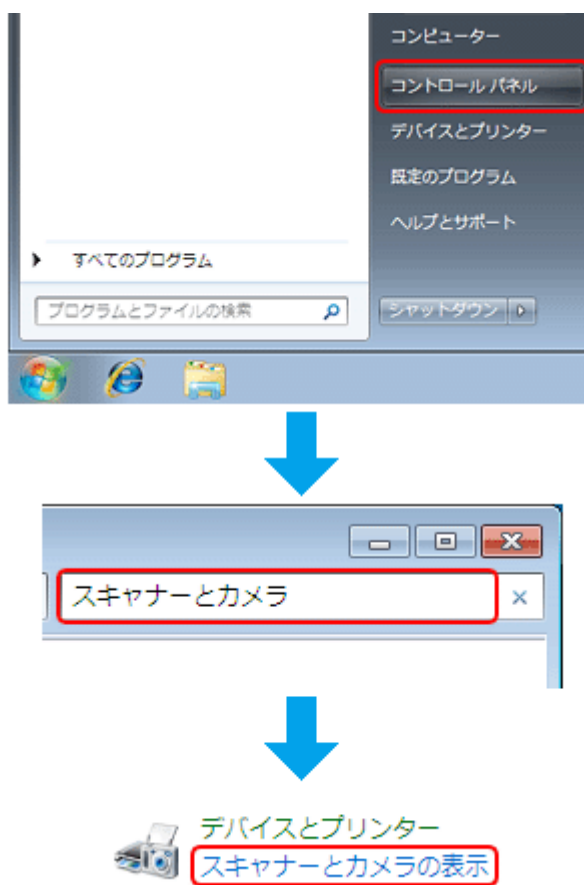 コンピューター
コントロール パネル
デバイスとプリンター
既定のプログラム
ヘルプとサポート
すべてのプログラム
プログラムとファイルの検索
シャットダウン
スキャナーとカメラ
デバイスとプリンター
スキャナーとカメラの表示